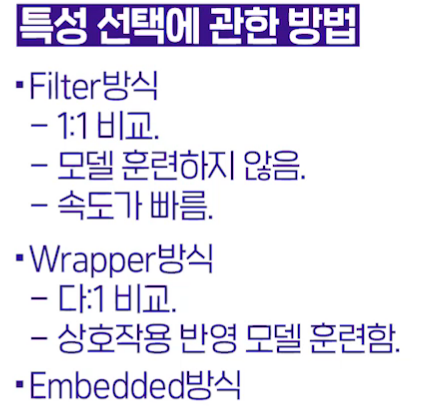 특성 선택에 관한 방법
▪Filter방식
– 1:1 비교.
– 모델 훈련하지 않음.
– 속도가 빠름.
▪Wrapper방식
– 다:1 비교.
– 상호작용 반영 모델 훈련함.
▪Embedded방식